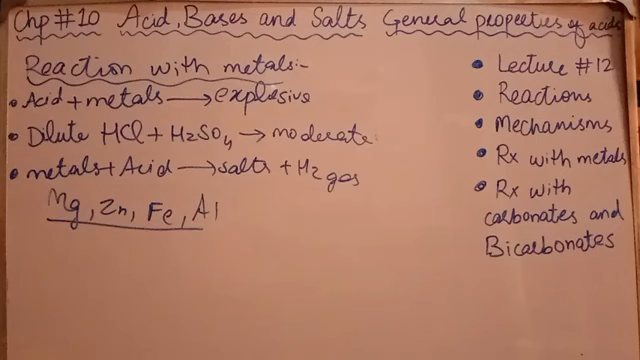 Chp #10 Acid, Bases and Salts General properties of acids
Reaction with metals:-
• Acid + metals → explosive
• Dilute HCl + H2SO4 → moderate
• metals + Acid → salts + H2 gas
Mg, Zn, Fe, Al
• Lecture #12
• Reactions
• Mechanisms
• Rx with metals
• Rx with
carbonates and
Bicarbonates